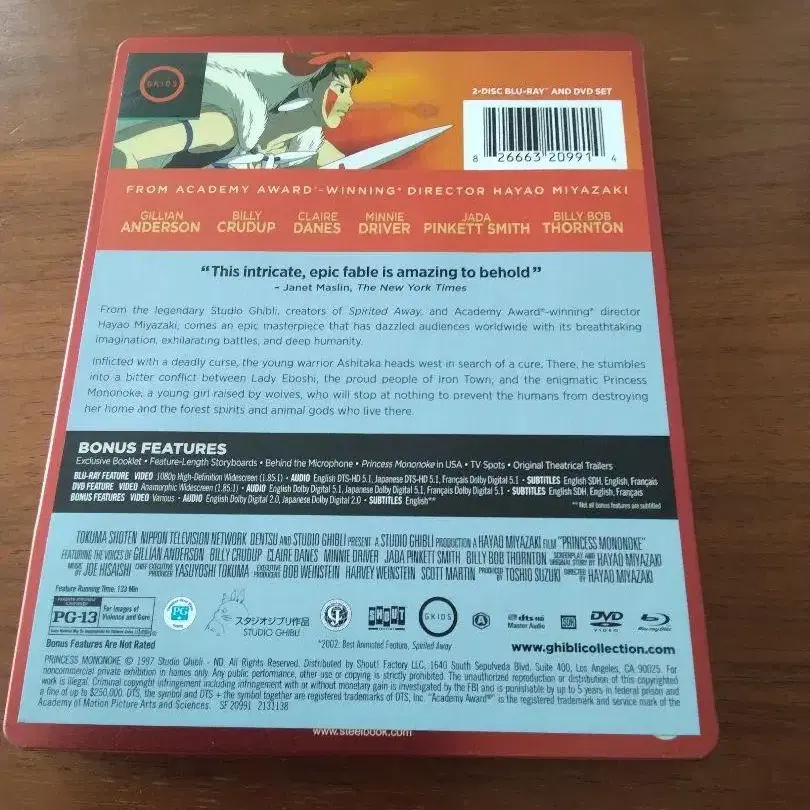 GKIDS
2-DISC BLU-RAY™ AND DVD SET
8 26663 20991 4
FROM ACADEMY AWARD®-WINNING* DIRECTOR HAYAO MIYAZAKI
GILLIAN ANDERSON BILLY CRUDUP CLAIRE DANES MINNIE DRIVER JADA PINKETT SMITH BILLY BOB THORNTON
“This intricate, epic fable is amazing to behold”
– Janet Maslin, The New York Times
From the legendary Studio Ghibli, creators of Spirited Away, and Academy Award®-winning* director
Hayao Miyazaki, comes an epic masterpiece that has dazzled audiences worldwide with its breathtaking
imagination, exhilarating battles, and deep humanity.
Inflicted with a deadly curse, the young warrior Ashitaka heads west in search of a cure. There, he stumbles
into a bitter conflict between Lady Eboshi, the proud people of Iron Town, and the enigmatic Princess
Mononoke, a young girl raised by wolves, who will stop at nothing to prevent the humans from destroying
her home and the forest spirits and animal gods who live there.
BONUS FEATURES
Exclusive Booklet • Feature-Length Storyboards • Behind the Microphone • Princess Mononoke in USA • TV Spots • Original Theatrical Trailers
BLU-RAY FEATURE VIDEO 1080p High-Definition Widescreen (1.85:1) • AUDIO English DTS-HD 5.1, Japanese DTS-HD 5.1, Français Dolby Digital 5.1 • SUBTITLES English SDH, English, Français
DVD FEATURE VIDEO Anamorphic Widescreen (1.85:1) • AUDIO English Dolby Digital 5.1, Japanese Dolby Digital 5.1, Français Dolby Digital 5.1 • SUBTITLES English SDH, English, Français
BONUS FEATURES VIDEO Various • AUDIO English Dolby Digital 2.0, Japanese Dolby Digital 2.0 • SUBTITLES English**
** Not all bonus features are subtitled
TOKUMA SHOTEN NIPPON TELEVISION NETWORK DENTSU AND STUDIO GHIBLI PRESENT A STUDIO GHIBLI PRODUCTION A HAYAO MIYAZAKI FILM "PRINCESS MONONOKE"
FEATURING THE VOICES OF GILLIAN ANDERSON BILLY CRUDUP CLAIRE DANES MINNIE DRIVER JADA PINKETT SMITH BILLY BOB THORNTON SCREENPLAY AND ORIGINAL STORY BY HAYAO MIYAZAKI
MUSIC BY JOE HISAISHI CHIEF EXECUTIVE PRODUCER YASUYOSHI TOKUMA EXECUTIVE PRODUCERS BOB WEINSTEIN HARVEY WEINSTEIN SCOTT MARTIN PRODUCED BY TOSHIO SUZUKI DIRECTED BY HAYAO MIYAZAKI
Feature Running Time: 133 Min
PARENTS STRONGLY CAUTIONED
PG-13 For Images of Violence and Gore
PG
スタジオジブリ作品
STUDIO GHIBLI
SHOUT!
GKIDS
A
dts-HD Master Audio
SDH
DVD VIDEO
Blu-ray Disc
Bonus Features Are Not Rated
*2002: Best Animated Feature, Spirited Away
www.ghiblicollection.com
PRINCESS MONONOKE © 1997 Studio Ghibli - ND. All Rights Reserved. Distributed by Shout! Factory LLC, 1640 South Sepulveda Blvd, Suite 400, Los Angeles, CA 90025. For
noncommercial private exhibition in homes only. Any public performance, other use, or copying is strictly prohibited. The unauthorized reproduction or distribution of this copyrighted
work is illegal. Criminal copyright infringement including infringement with or without monetary gain is investigated by the FBI and is punishable by up to 5 years in federal prison and
a fine of up to $250,000. DTS, the symbol and DTS + the symbol together are registered trademarks of DTS, Inc. "Academy Award®" is the registered trademark and service mark of the
Academy of Motion Picture Arts and Sciences. SF 20991 2131138
www.steelbook.com